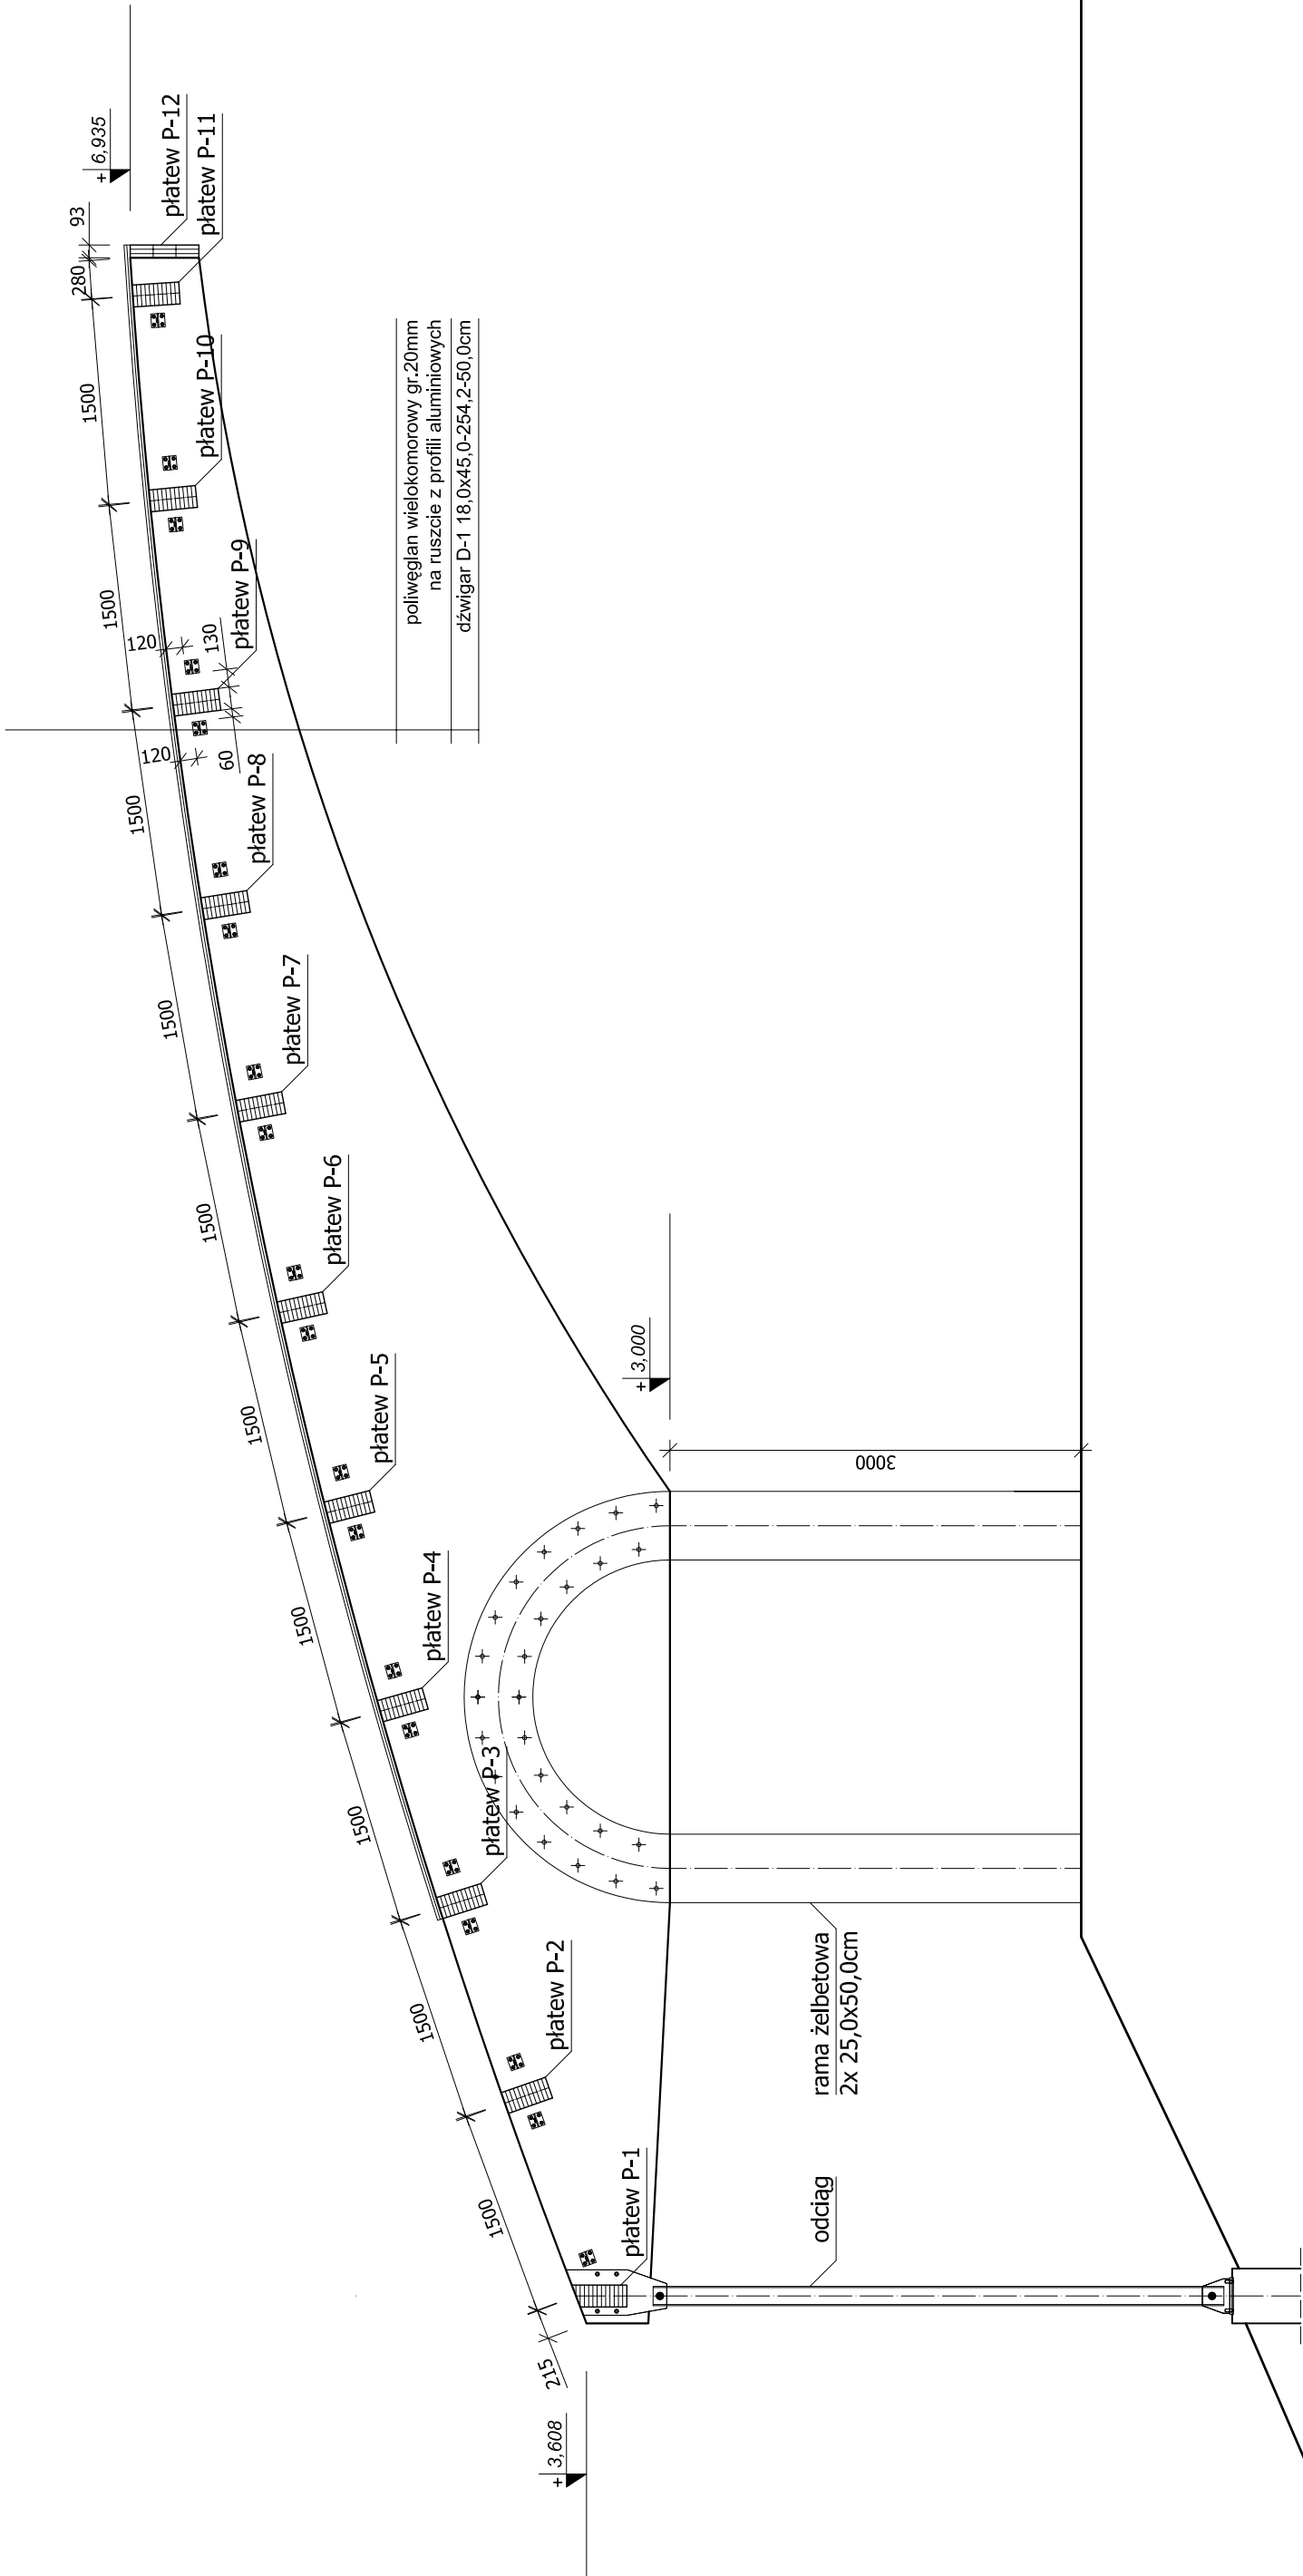 + 3,608
215
1500
1500
1500
1500
1500
1500
1500
1500
1500
1500
280
93
+ 6,935
płatew P-1
płatew P-2
płatew P-3
płatew P-4
płatew P-5
płatew P-6
płatew P-7
płatew P-8
płatew P-9
płatew P-10
płatew P-11
płatew P-12
120
120
60
130
poliwęglan wielokomorowy gr.20mm
na ruszcie z profili aluminiowych
dźwigar D-1 18,0x45,0-254,2-50,0cm
+ 3,000
3000
odciąg
rama żelbetowa
2x 25,0x50,0cm